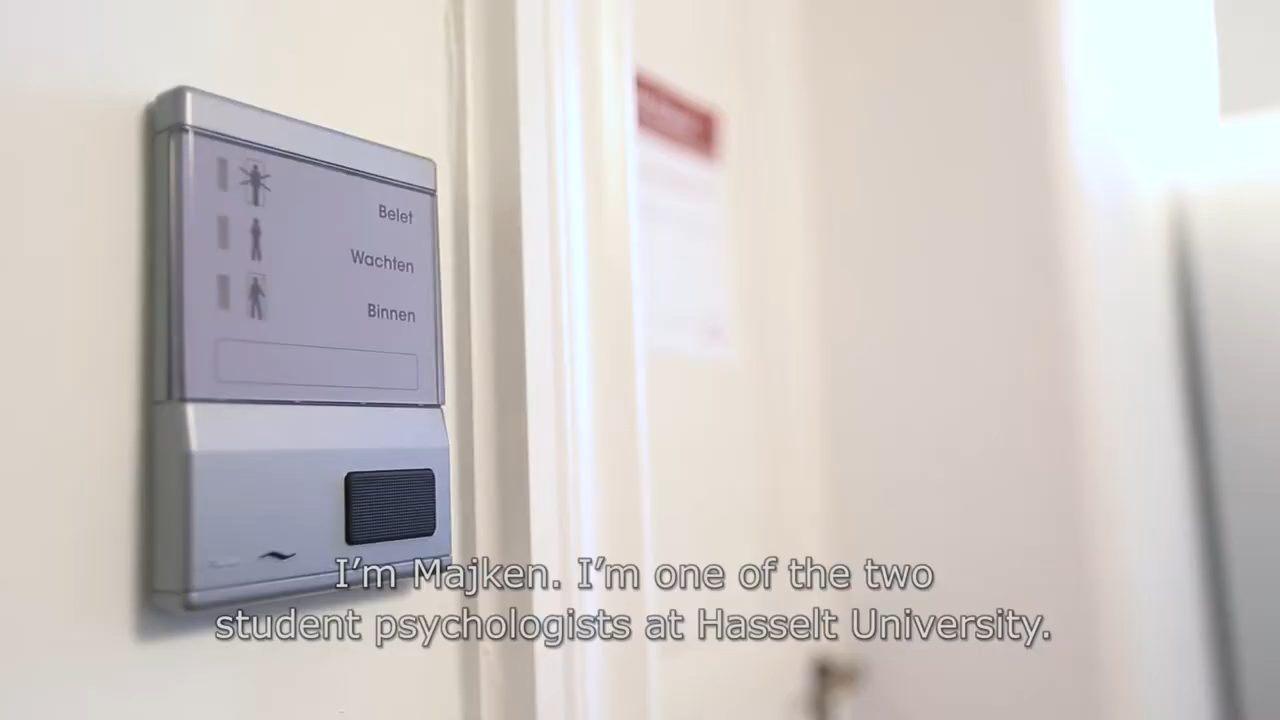 Belet
Wachten
Binnen
I'm Majken. I'm one of the two
student psychologists at Hasselt University.